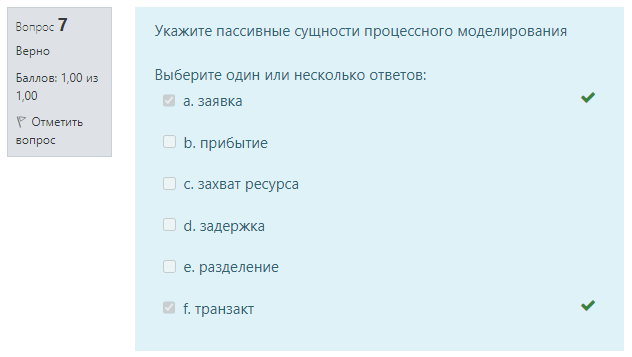 Вопрос 7
Верно
Баллов: 1,00 из
1,00
Отметить
вопрос
Укажите пассивные сущности процессного моделирования
Выберите один или несколько ответов:
a. заявка
b. прибытие
c. захват ресурса
d. задержка
e. разделение
f. транзакт